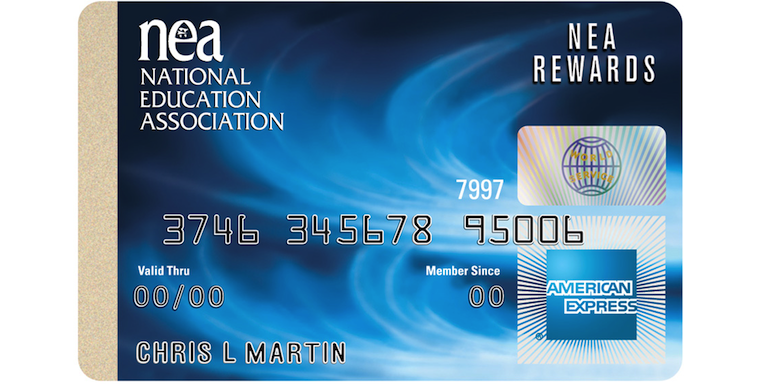 nea
NATIONAL
EDUCATION
ASSOCIATION
NEA
REWARDS
WORLD
SERVICE
7997
3746 345678 95006
Valid Thru
Member Since
00/00
00
AMERICAN
EXPRESS
®
CHRIS L MARTIN